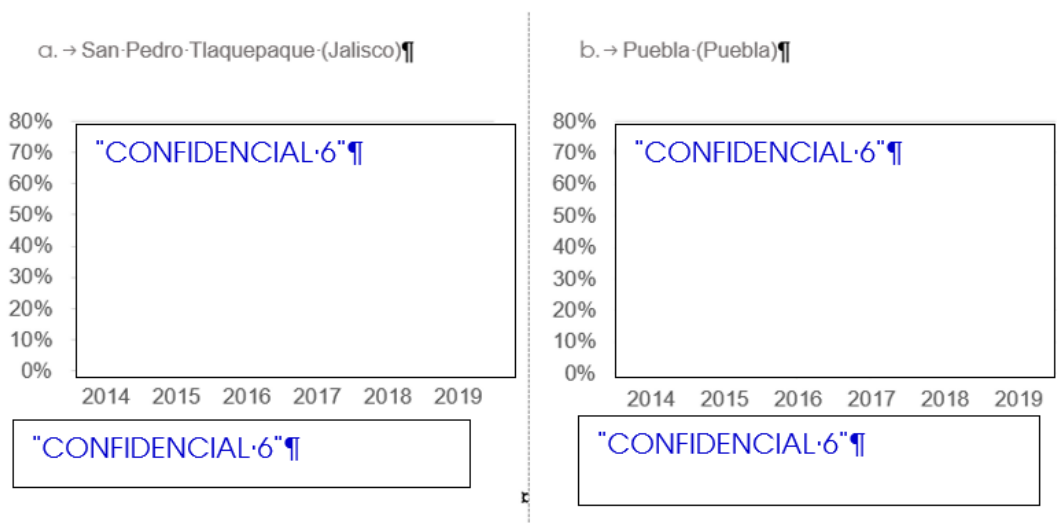 a.→San·Pedro·Tlaquepaque·(Jalisco)¶
80%
70%
60%
50%
40%
30%
20%
10%
0%
"CONFIDENCIAL·6"¶
2014 2015 2016 2017 2018 2019
"CONFIDENCIAL·6"¶
¤
b.→Puebla·(Puebla)¶
80%
70%
60%
50%
40%
30%
20%
10%
0%
"CONFIDENCIAL·6"¶
2014 2015 2016 2017 2018 2019
"CONFIDENCIAL·6"¶